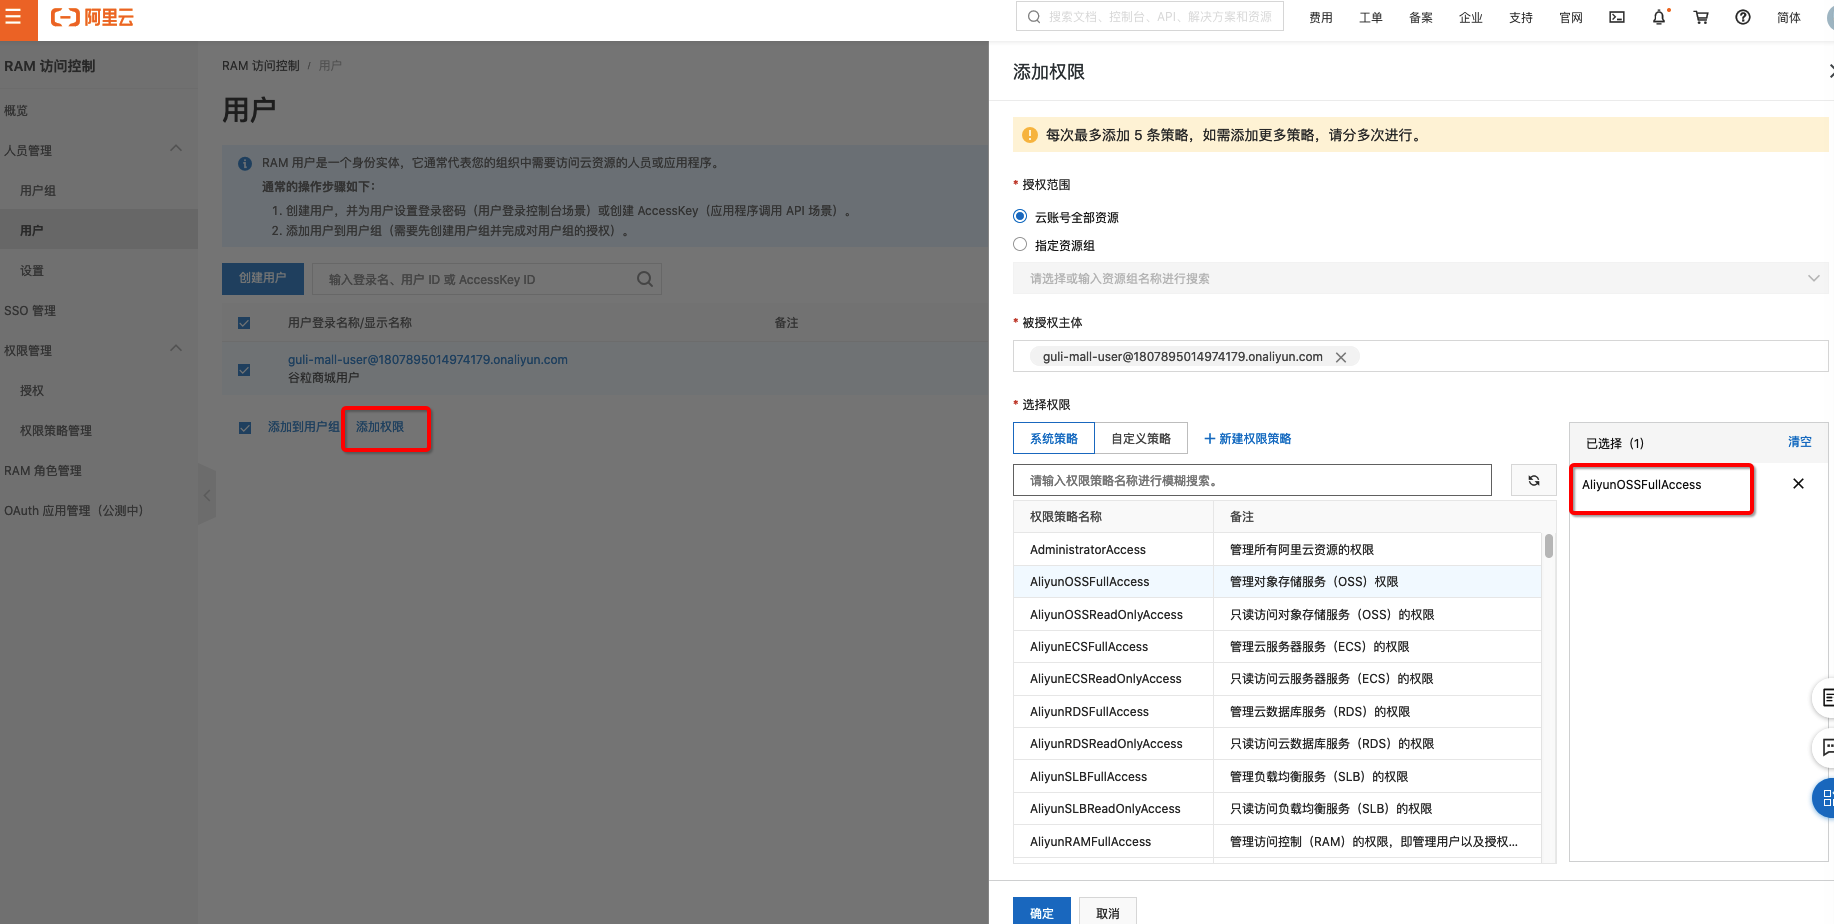 阿里云
搜索文档、控制台、API、解决方案和资源
费用
工单
备案
企业
支持
官网
简体
RAM 访问控制
概览
人员管理
用户组
用户
设置
SSO 管理
权限管理
授权
权限策略管理
RAM 角色管理
OAuth 应用管理（公测中）
RAM 访问控制 / 用户
用户
RAM 用户是一个身份实体，它通常代表您的组织中需要访问云资源的人员或应用程序。
通常的操作步骤如下：
1. 创建用户，并为用户设置登录密码（用户登录控制台场景）或创建 AccessKey（应用程序调用 API 场景）。
2. 添加用户到用户组（需要先创建用户组并完成对用户组的授权）。
创建用户
输入登录名、用户 ID 或 AccessKey ID
用户登录名称/显示名称 备注
guli-mall-user@1807895014974179.onaliyun.com
谷粒商城用户
添加到用户组 添加权限
添加权限
每次最多添加 5 条策略，如需添加更多策略，请分多次进行。
* 授权范围
云账号全部资源
指定资源组
请选择或输入资源组名称进行搜索
* 被授权主体
guli-mall-user@1807895014974179.onaliyun.com
* 选择权限
系统策略 自定义策略 + 新建权限策略
请输入权限策略名称进行模糊搜索。
权限策略名称 备注
AdministratorAccess 管理所有阿里云资源的权限
AliyunOSSFullAccess 管理对象存储服务（OSS）权限
AliyunOSSReadOnlyAccess 只读访问对象存储服务（OSS）的权限
AliyunECSFullAccess 管理云服务器服务（ECS）的权限
AliyunECSReadOnlyAccess 只读访问云服务器服务（ECS）的权限
AliyunRDSFullAccess 管理云数据库服务（RDS）的权限
AliyunRDSReadOnlyAccess 只读访问云数据库服务（RDS）的权限
AliyunSLBFullAccess 管理负载均衡服务（SLB）的权限
AliyunSLBReadOnlyAccess 只读访问负载均衡服务（SLB）的权限
AliyunRAMFullAccess 管理访问控制（RAM）的权限，即管理用户以及授权...
已选择（1） 清空
AliyunOSSFullAccess
确定 取消